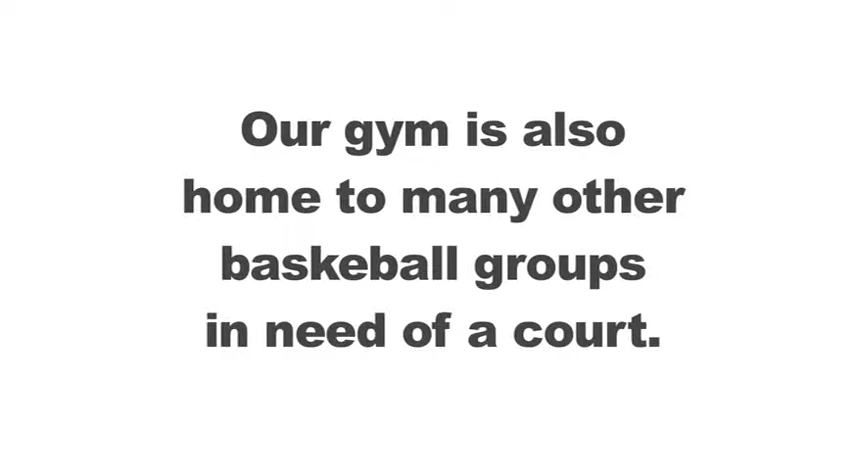 Our gym is also
home to many other
baskeball groups
in need of a court.